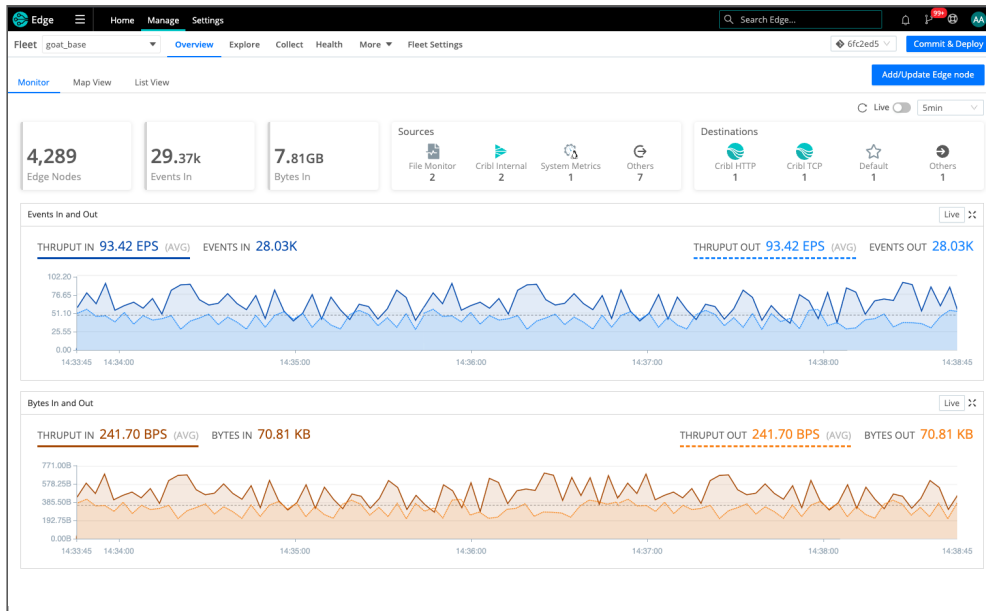 Edge Home Manage Settings Search Edge... 99+ AA
Fleet goat_base Overview Explore Collect Health More Fleet Settings 6fc2ed5 Commit & Deploy
Monitor Map View List View Add/Update Edge node
Live 5min
4,289
Edge Nodes
29.37k
Events In
7.81GB
Bytes In
Sources
File Monitor Cribl Internal System Metrics Others
2 2 1 7
Destinations
Cribl HTTP Cribl TCP Default Others
1 1 1 1
Events In and Out Live
THRUPUT IN 93.42 EPS (AVG) EVENTS IN 28.03K THRUPUT OUT 93.42 EPS (AVG) EVENTS OUT 28.03K
102.20
76.65
51.10
25.55
0.00
14:33:45 14:34:00 14:35:00 14:36:00 14:37:00 14:38:00 14:38:45
Bytes In and Out Live
THRUPUT IN 241.70 BPS (AVG) BYTES IN 70.81 KB THRUPUT OUT 241.70 BPS (AVG) BYTES OUT 70.81 KB
771.00B
578.25B
385.50B
192.75B
0.00B
14:33:45 14:34:00 14:35:00 14:36:00 14:37:00 14:38:00 14:38:45